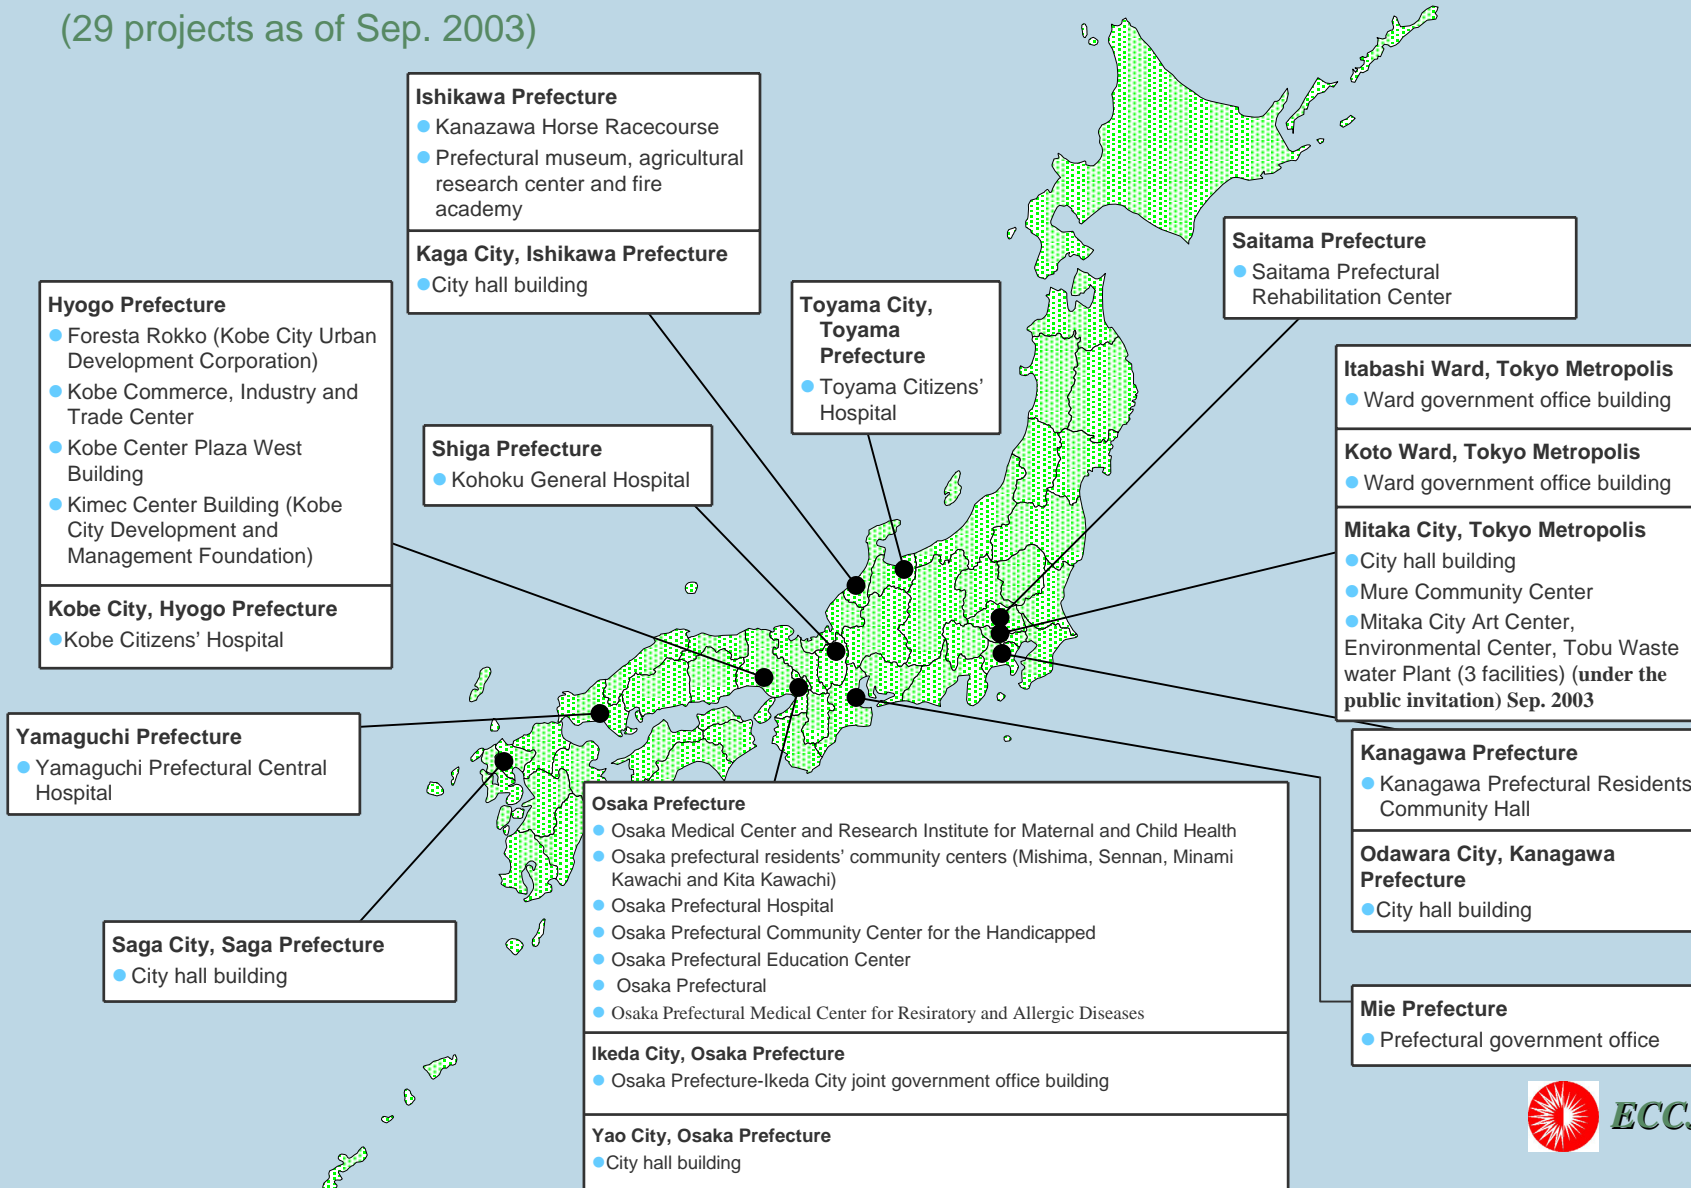 (29 projects as of Sep. 2003)
Ishikawa Prefecture
Kanazawa Horse Racecourse
Prefectural museum, agricultural
research center and fire
academy
Kaga City, Ishikawa Prefecture
City hall building
Saitama Prefecture
Saitama Prefectural
Rehabilitation Center
Hyogo Prefecture
Foresta Rokko (Kobe City Urban
Development Corporation)
Kobe Commerce, Industry and
Trade Center
Kobe Center Plaza West
Building
Kimec Center Building (Kobe
City Development and
Management Foundation)
Kobe City, Hyogo Prefecture
Kobe Citizens’ Hospital
Toyama City,
Toyama
Prefecture
Toyama Citizens’
Hospital
Shiga Prefecture
Kohoku General Hospital
Itabashi Ward, Tokyo Metropolis
Ward government office building
Koto Ward, Tokyo Metropolis
Ward government office building
Mitaka City, Tokyo Metropolis
City hall building
Mure Community Center
Mitaka City Art Center,
Environmental Center, Tobu Waste
water Plant (3 facilities) (under the
public invitation) Sep. 2003
Yamaguchi Prefecture
Yamaguchi Prefectural Central
Hospital
Kanagawa Prefecture
Kanagawa Prefectural Residents
Community Hall
Odawara City, Kanagawa
Prefecture
City hall building
Osaka Prefecture
Osaka Medical Center and Research Institute for Maternal and Child Health
Osaka prefectural residents’ community centers (Mishima, Sennan, Minami
Kawachi and Kita Kawachi)
Osaka Prefectural Hospital
Osaka Prefectural Community Center for the Handicapped
Osaka Prefectural Education Center
Osaka Prefectural
Osaka Prefectural Medical Center for Resiratory and Allergic Diseases
Ikeda City, Osaka Prefecture
Osaka Prefecture-Ikeda City joint government office building
Yao City, Osaka Prefecture
City hall building
Saga City, Saga Prefecture
City hall building
Mie Prefecture
Prefectural government office
ECCJ